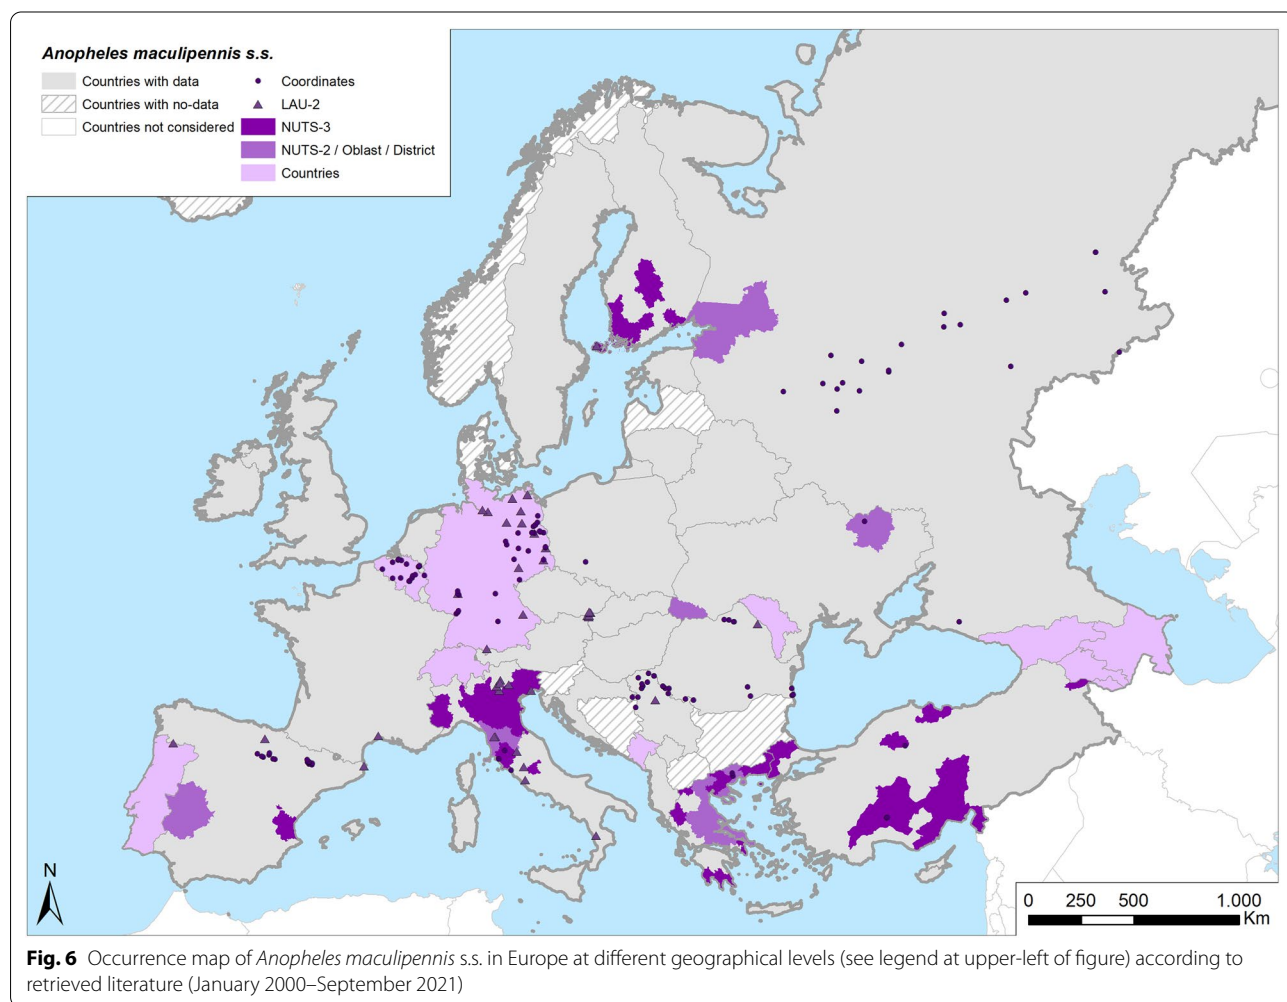 Anopheles maculipennis s.s.
Countries with data
Countries with no-data
Countries not considered
Coordinates
LAU-2
NUTS-3
NUTS-2 / Oblast / District
Countries
N
0 250 500 1.000
Km
Fig. 6 Occurrence map of Anopheles maculipennis s.s. in Europe at different geographical levels (see legend at upper-left of figure) according to
retrieved literature (January 2000–September 2021)